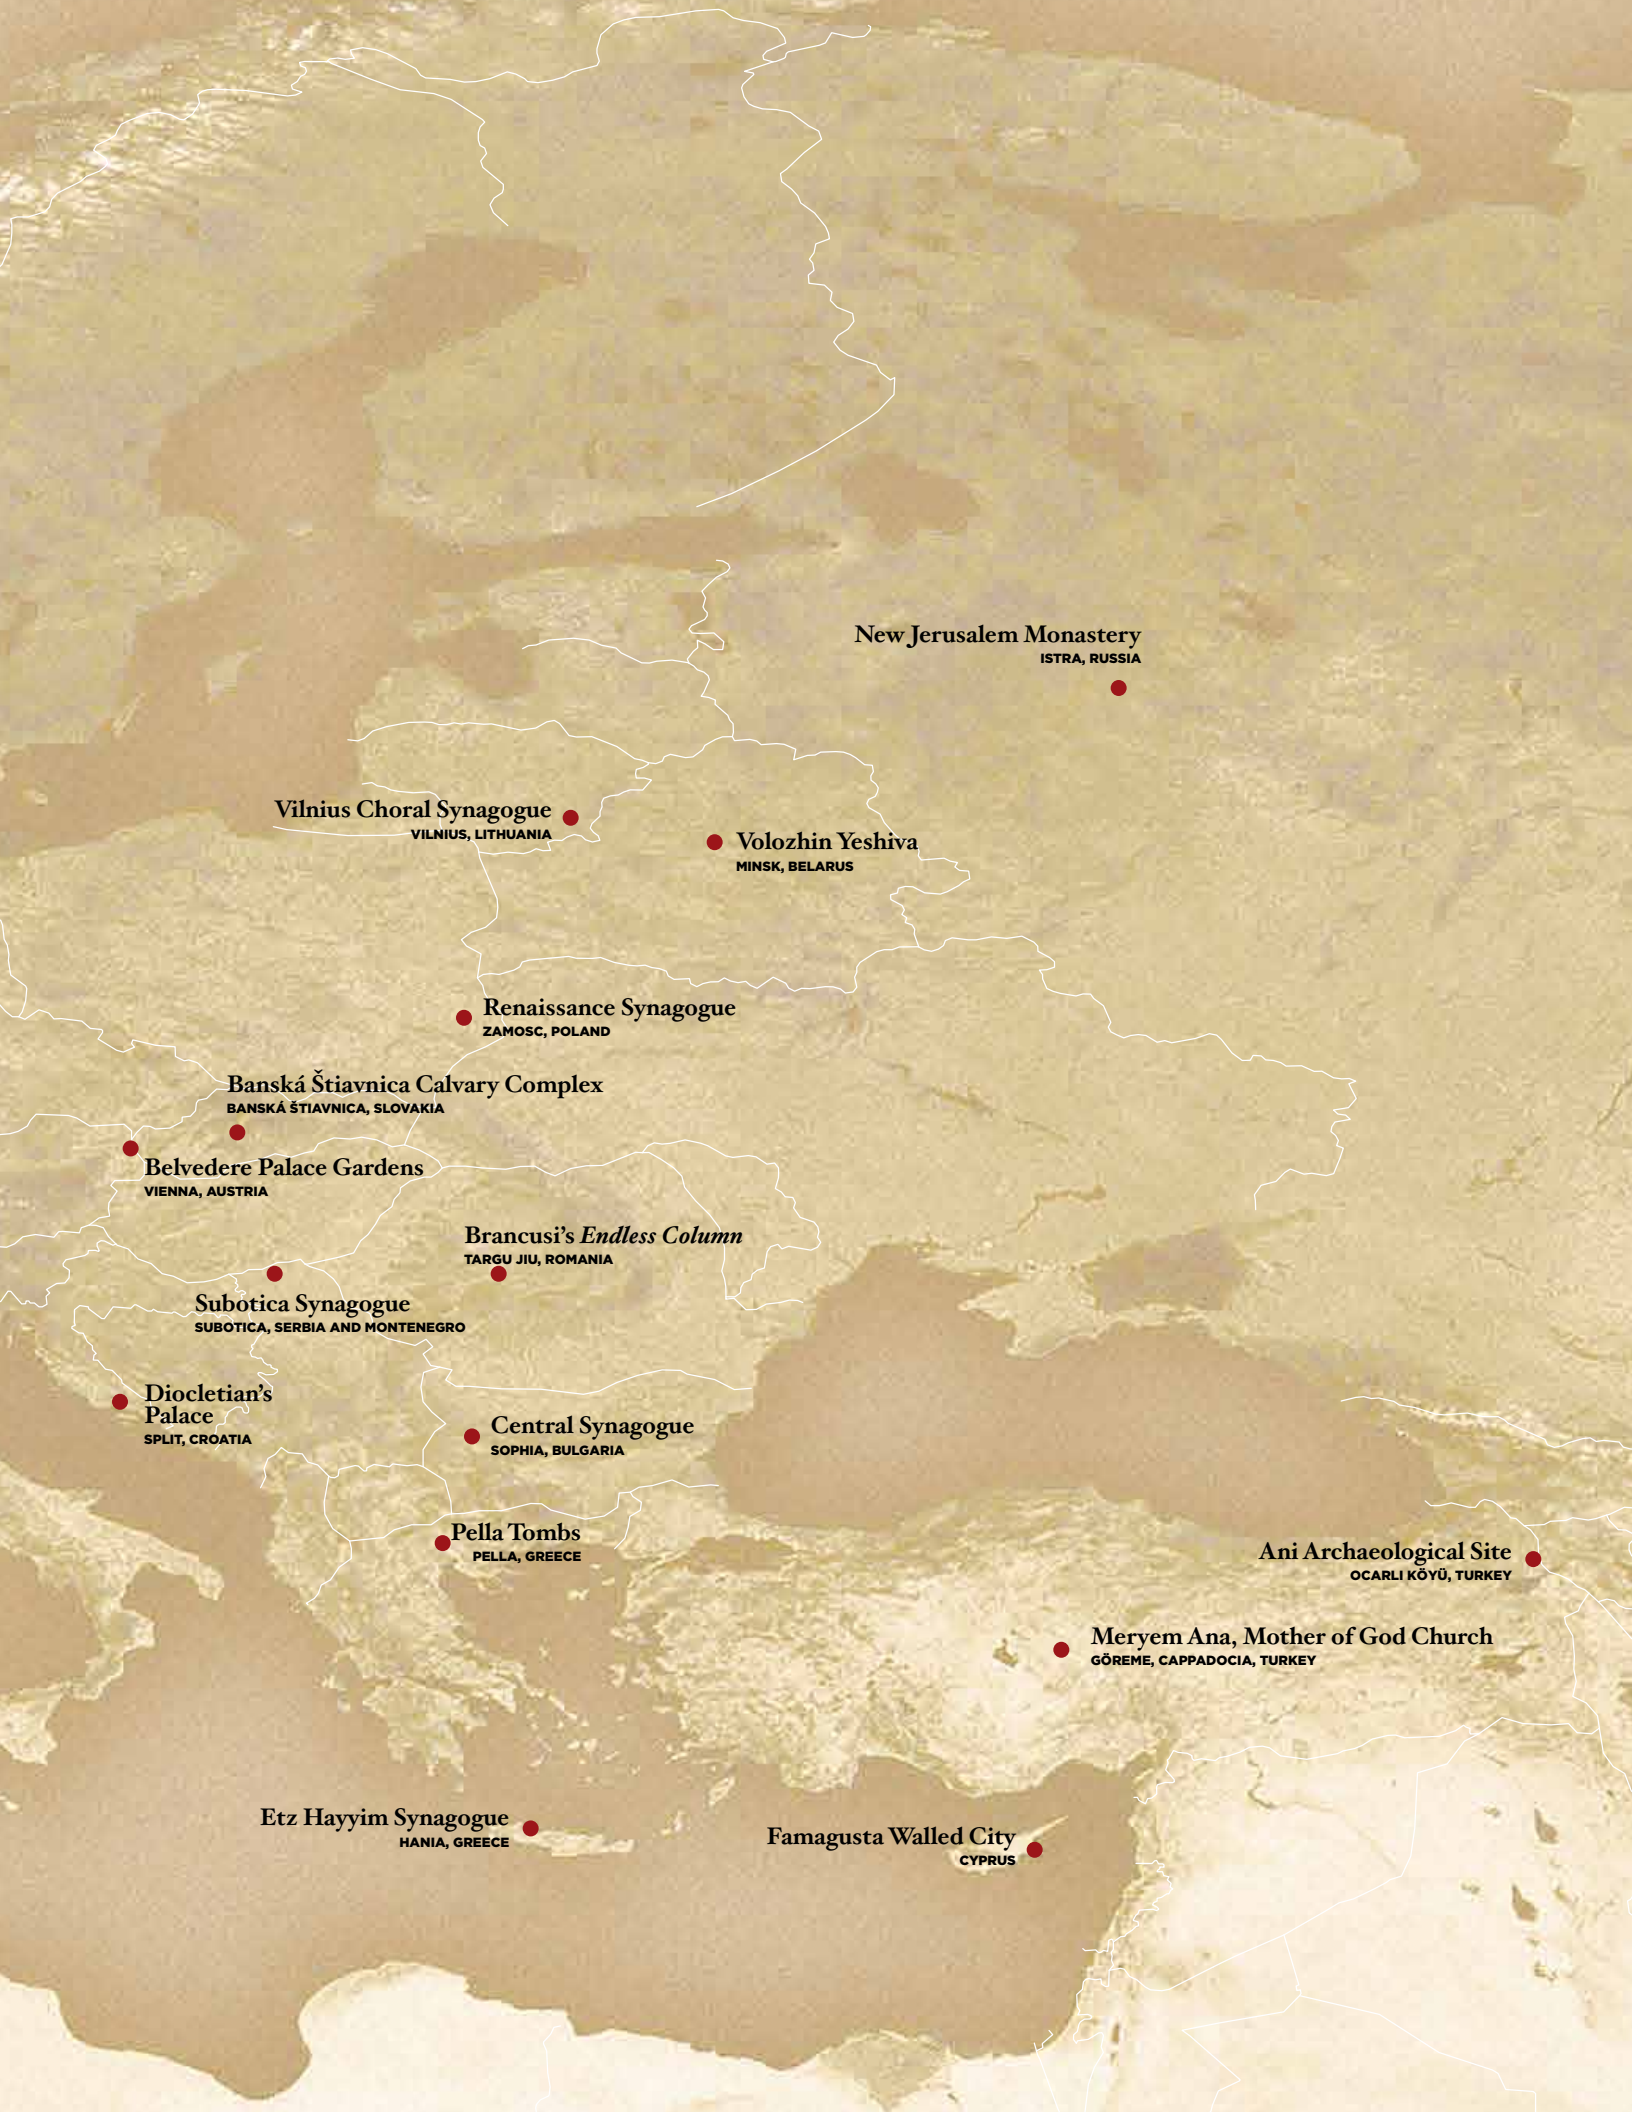 New Jerusalem Monastery
ISTRA, RUSSIA
Vilnius Choral Synagogue
VILNIUS, LITHUANIA
Volozhin Yeshiva
MINSK, BELARUS
Renaissance Synagogue
ZAMOSC, POLAND
Banská Štiavnica Calvary Complex
BANSKÁ ŠTIAVNICA, SLOVAKIA
Belvedere Palace Gardens
VIENNA, AUSTRIA
Brancusi’s Endless Column
TARGU JIU, ROMANIA
Subotica Synagogue
SUBOTICA, SERBIA AND MONTENEGRO
Diocletian’s
Palace
SPLIT, CROATIA
Central Synagogue
SOPHIA, BULGARIA
Pella Tombs
PELLA, GREECE
Ani Archaeological Site
OCARLI KÖYÜ, TURKEY
Meryem Ana, Mother of God Church
GÖREME, CAPPADOCIA, TURKEY
Etz Hayyim Synagogue
HANIA, GREECE
Famagusta Walled City
CYPRUS